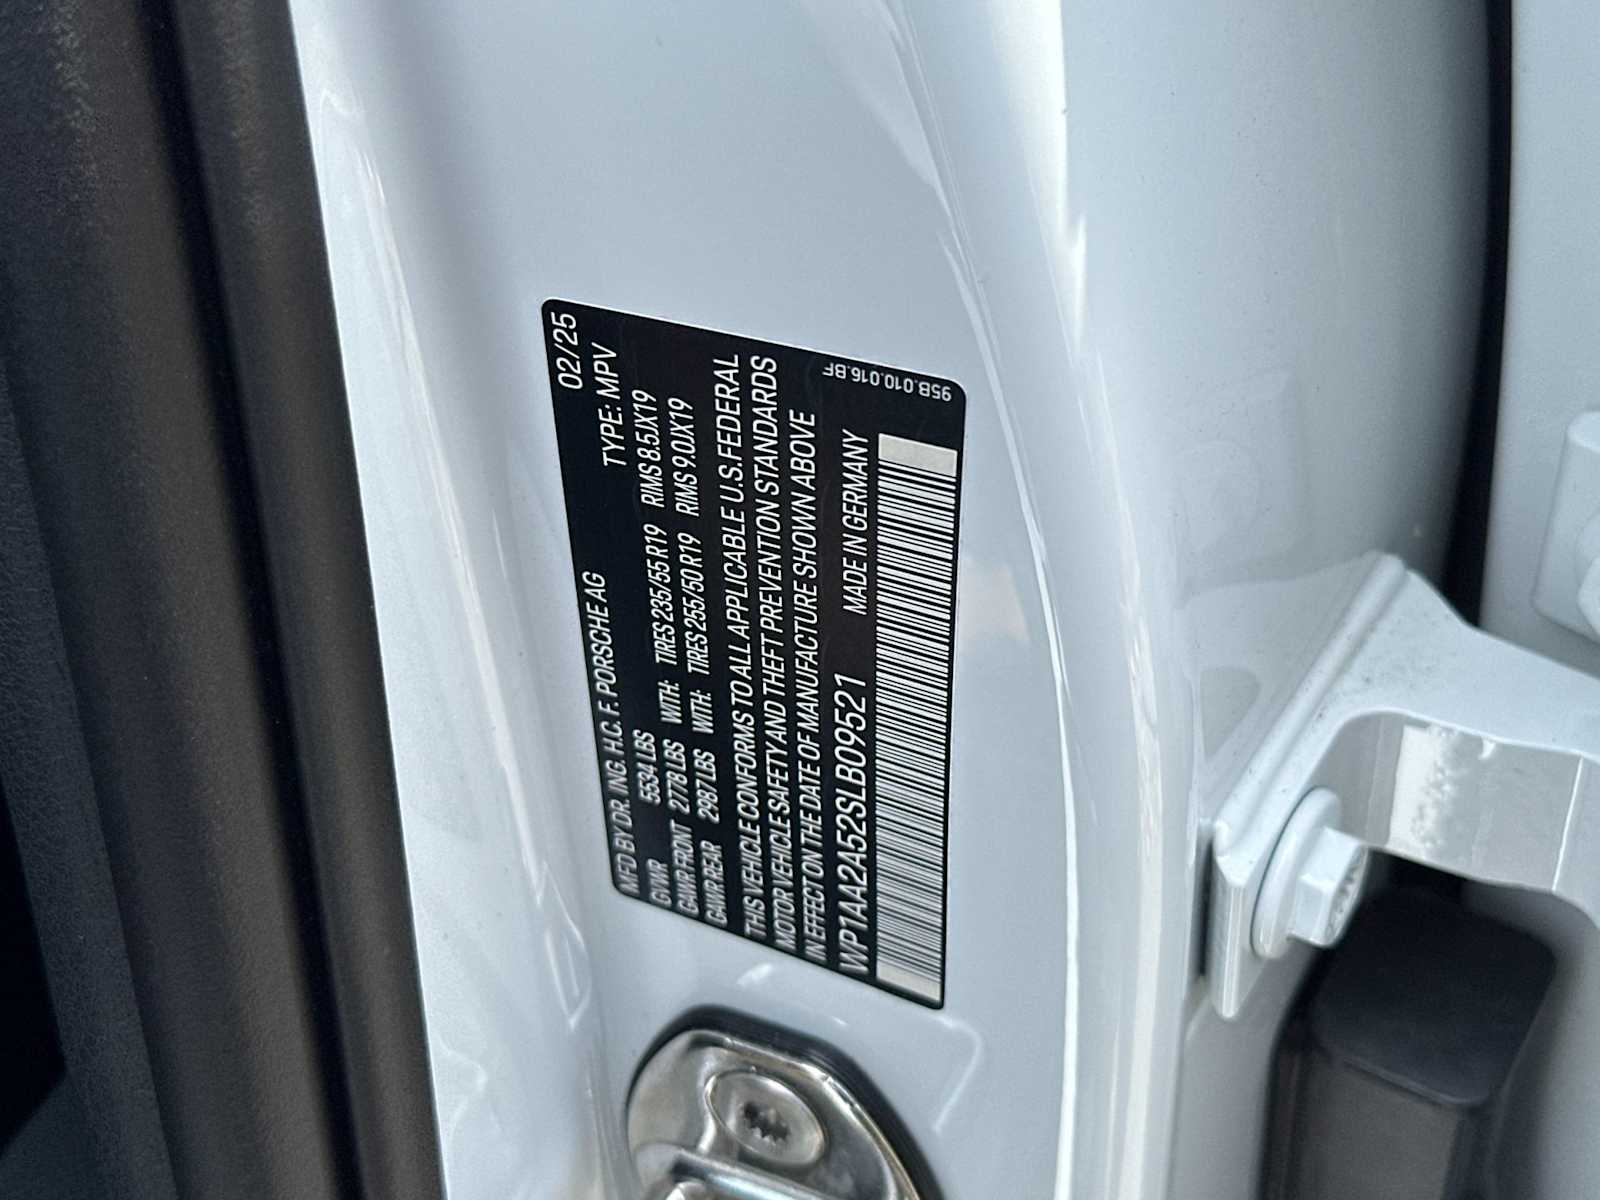 02/25
MFD BY DR. ING. H.C. F. PORSCHE AG TYPE: MPV
GVWR 5534 LBS
GAWR FRONT 2778 LBS WITH: TIRES 235/55 R19 RIMS 8.5JX19
GAWR REAR 2987 LBS WITH: TIRES 255/50 R19 RIMS 9.0JX19
THIS VEHICLE CONFORMS TO ALL APPLICABLE U.S. FEDERAL
MOTOR VEHICLE SAFETY AND THEFT PREVENTION STANDARDS
IN EFFECT ON THE DATE OF MANUFACTURE SHOWN ABOVE
WP1AA2A52SLB09521 MADE IN GERMANY
95B.010.016.BF